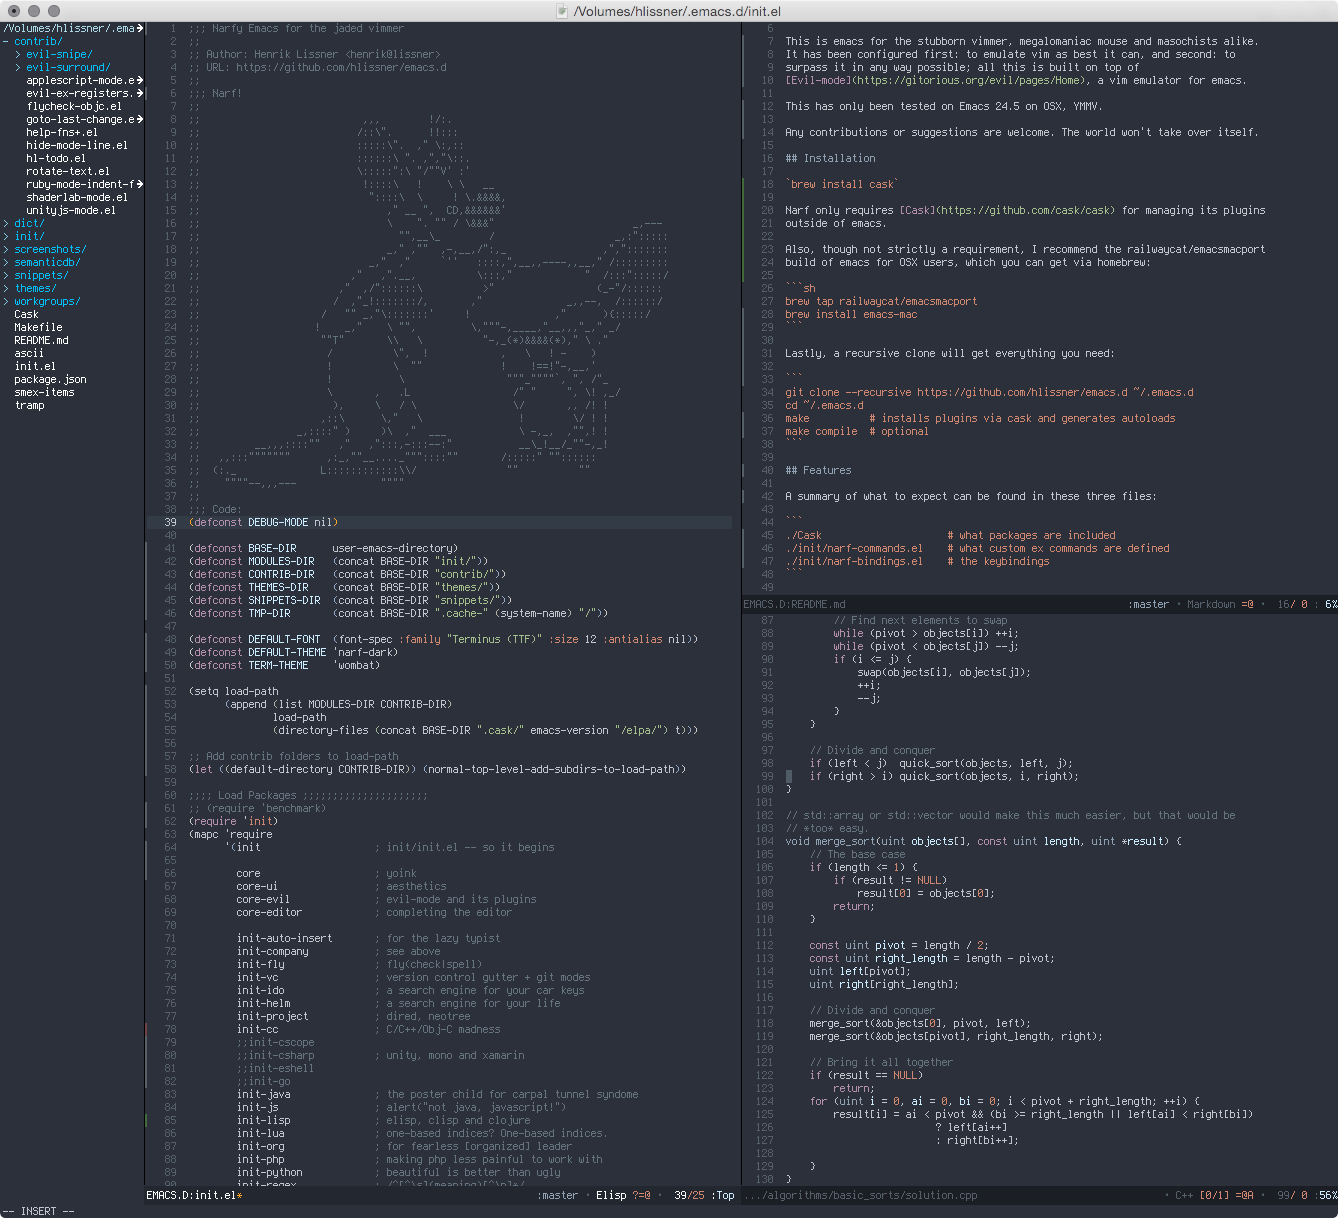 /Volumes/hlissner/.emacs.d/init.el
/Volumes/hlissner/.ema
- contrib/
> evil-snipe/
> evil-surround/
applescript-mode.e
evil-ex-registers.
flycheck-objc.el
goto-last-change.e
help-fns+.el
hide-mode-line.el
hl-todo.el
rotate-text.el
ruby-mode-indent-f
shaderlab-mode.el
unityjs-mode.el
> dict/
> init/
> screenshots/
> semanticdb/
> snippets/
> themes/
> workgroups/
Cask
Makefile
README.md
ascii
init.el
package.json
smex-items
tramp
1 ;;; Narfy Emacs for the jaded vimmer
2 ;;
3 ;; Author: Henrik Lissner <henrik@lissner>
4 ;; URL: https://github.com/hlissner/emacs.d
5 ;;
6 ;;; Narf!
7 ;;
37 ;;
38 ;;; Code:
39 (defconst DEBUG-MODE nil)
40
41 (defconst BASE-DIR      user-emacs-directory)
42 (defconst MODULES-DIR   (concat BASE-DIR "init/"))
43 (defconst CONTRIB-DIR   (concat BASE-DIR "contrib/"))
44 (defconst THEMES-DIR    (concat BASE-DIR "themes/"))
45 (defconst SNIPPETS-DIR  (concat BASE-DIR "snippets/"))
46 (defconst TMP-DIR       (concat BASE-DIR ".cache-" (system-name) "/"))
47
48 (defconst DEFAULT-FONT  (font-spec :family "Terminus (TTF)" :size 12 :antialias nil))
49 (defconst DEFAULT-THEME 'narf-dark)
50 (defconst TERM-THEME    'wombat)
51
52 (setq load-path
53       (append (list MODULES-DIR CONTRIB-DIR)
54               load-path
55               (directory-files (concat BASE-DIR ".cask/" emacs-version "/elpa/") t)))
56
57 ;; Add contrib folders to load-path
58 (let ((default-directory CONTRIB-DIR)) (normal-top-level-add-subdirs-to-load-path))
59
60 ;;;; Load Packages ;;;;;;;;;;;;;;;;;;;;;
61 ;; (require 'benchmark)
62 (require 'init)
63 (mapc 'require
64       '(init                   ; init/init.el -- so it begins
65
66         core                   ; yoink
67         core-ui                ; aesthetics
68         core-evil              ; evil-mode and its plugins
69         core-editor            ; completing the editor
70
71         init-auto-insert       ; for the lazy typist
72         init-company           ; see above
73         init-fly               ; fly(check|spell)
74         init-vc                ; version control gutter + git modes
75         init-ido               ; a search engine for your car keys
76         init-helm              ; a search engine for your life
77         init-project           ; dired, neotree
78         init-cc                ; C/C++/Obj-C madness
79         ;;init-cscope
80         ;;init-csharp          ; unity, mono and xamarin
81         ;;init-eshell
82         ;;init-go
83         init-java              ; the poster child for carpal tunnel syndome
84         init-js                ; alert("not java, javascript!")
85         init-lisp              ; elisp, clisp and clojure
86         init-lua               ; one-based indices? One-based indices.
87         init-org               ; for fearless [organized] leader
88         init-php               ; making php less painful to work with
89         init-python            ; beautiful is better than ugly
90         init-regex
EMACS.D:init.el* :master · Elisp ?=@ · 39/25 :Top
-- INSERT --
6
7 This is emacs for the stubborn vimmer, megalomaniac mouse and masochists alike.
8 It has been configured first: to emulate vim as best it can, and second: to
9 surpass it in any way possible; all this is built on top of
10 [Evil-mode](https://gitorious.org/evil/pages/Home), a vim emulator for emacs.
11
12 This has only been tested on Emacs 24.5 on OSX, YMMV.
13
14 Any contributions or suggestions are welcome. The world won't take over itself.
15
16 ## Installation
17
18 `brew install cask`
19
20 Narf only requires [Cask](https://github.com/cask/cask) for managing its plugins
21 outside of emacs.
22
23 Also, though not strictly a requirement, I recommend the railwaycat/emacsmacport
24 build of emacs for OSX users, which you can get via homebrew:
25
26 ```sh
27 brew tap railwaycat/emacsmacport
28 brew install emacs-mac
29 ```
30
31 Lastly, a recursive clone will get everything you need:
32
33 ```
34 git clone --recursive https://github.com/hlissner/emacs.d ~/.emacs.d
35 cd ~/.emacs.d
36 make          # installs plugins via cask and generates autoloads
37 make compile  # optional
38 ```
39
40 ## Features
41
42 A summary of what to expect can be found in these three files:
43
44 ```
45 ./Cask                     # what packages are included
46 ./init/narf-commands.el    # what custom ex commands are defined
47 ./init/narf-bindings.el    # the keybindings
48 ```
49
EMACS.D:README.md :master · Markdown =@ · 16/ 0 : 6%
87         // Find next elements to swap
88         while (pivot > objects[i]) ++i;
89         while (pivot < objects[j]) --j;
90         if (i <= j) {
91             swap(objects[i], objects[j]);
92             ++i;
93             --j;
94         }
95     }
96
97     // Divide and conquer
98     if (left < j)  quick_sort(objects, left, j);
99     if (right > i) quick_sort(objects, i, right);
100 }
101
102 // std::array or std::vector would make this much easier, but that would be
103 // *too* easy.
104 void merge_sort(uint objects[], const uint length, uint *result) {
105     // The base case
106     if (length <= 1) {
107         if (result != NULL)
108             result[0] = objects[0];
109         return;
110     }
111
112     const uint pivot = length / 2;
113     const uint right_length = length - pivot;
114     uint left[pivot];
115     uint right[right_length];
116
117     // Divide and conquer
118     merge_sort(&objects[0], pivot, left);
119     merge_sort(&objects[pivot], right_length, right);
120
121     // Bring it all together
122     if (result == NULL)
123         return;
124     for (uint i = 0, ai = 0, bi = 0; i < pivot + right_length; ++i) {
125         result[i] = ai < pivot && (bi >= right_length || left[ai] < right[bi])
126                          ? left[ai++]
127                          : right[bi++];
128
129     }
130 }
.../algorithms/basic_sorts/solution.cpp · C++ [0/1] =@A · 99/ 0 :56%